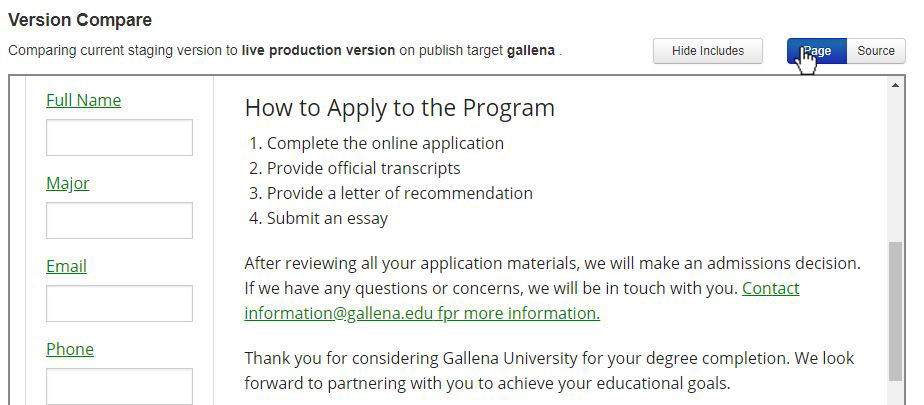 Version Compare
Comparing current staging version to live production version on publish target gallena .
Hide Includes
Page
Source
Full Name
Major
Email
Phone
How to Apply to the Program
1. Complete the online application
2. Provide official transcripts
3. Provide a letter of recommendation
4. Submit an essay
After reviewing all your application materials, we will make an admissions decision.
If we have any questions or concerns, we will be in touch with you. Contact
information@gallena.edu fpr more information.
Thank you for considering Gallena University for your degree completion. We look
forward to partnering with you to achieve your educational goals.